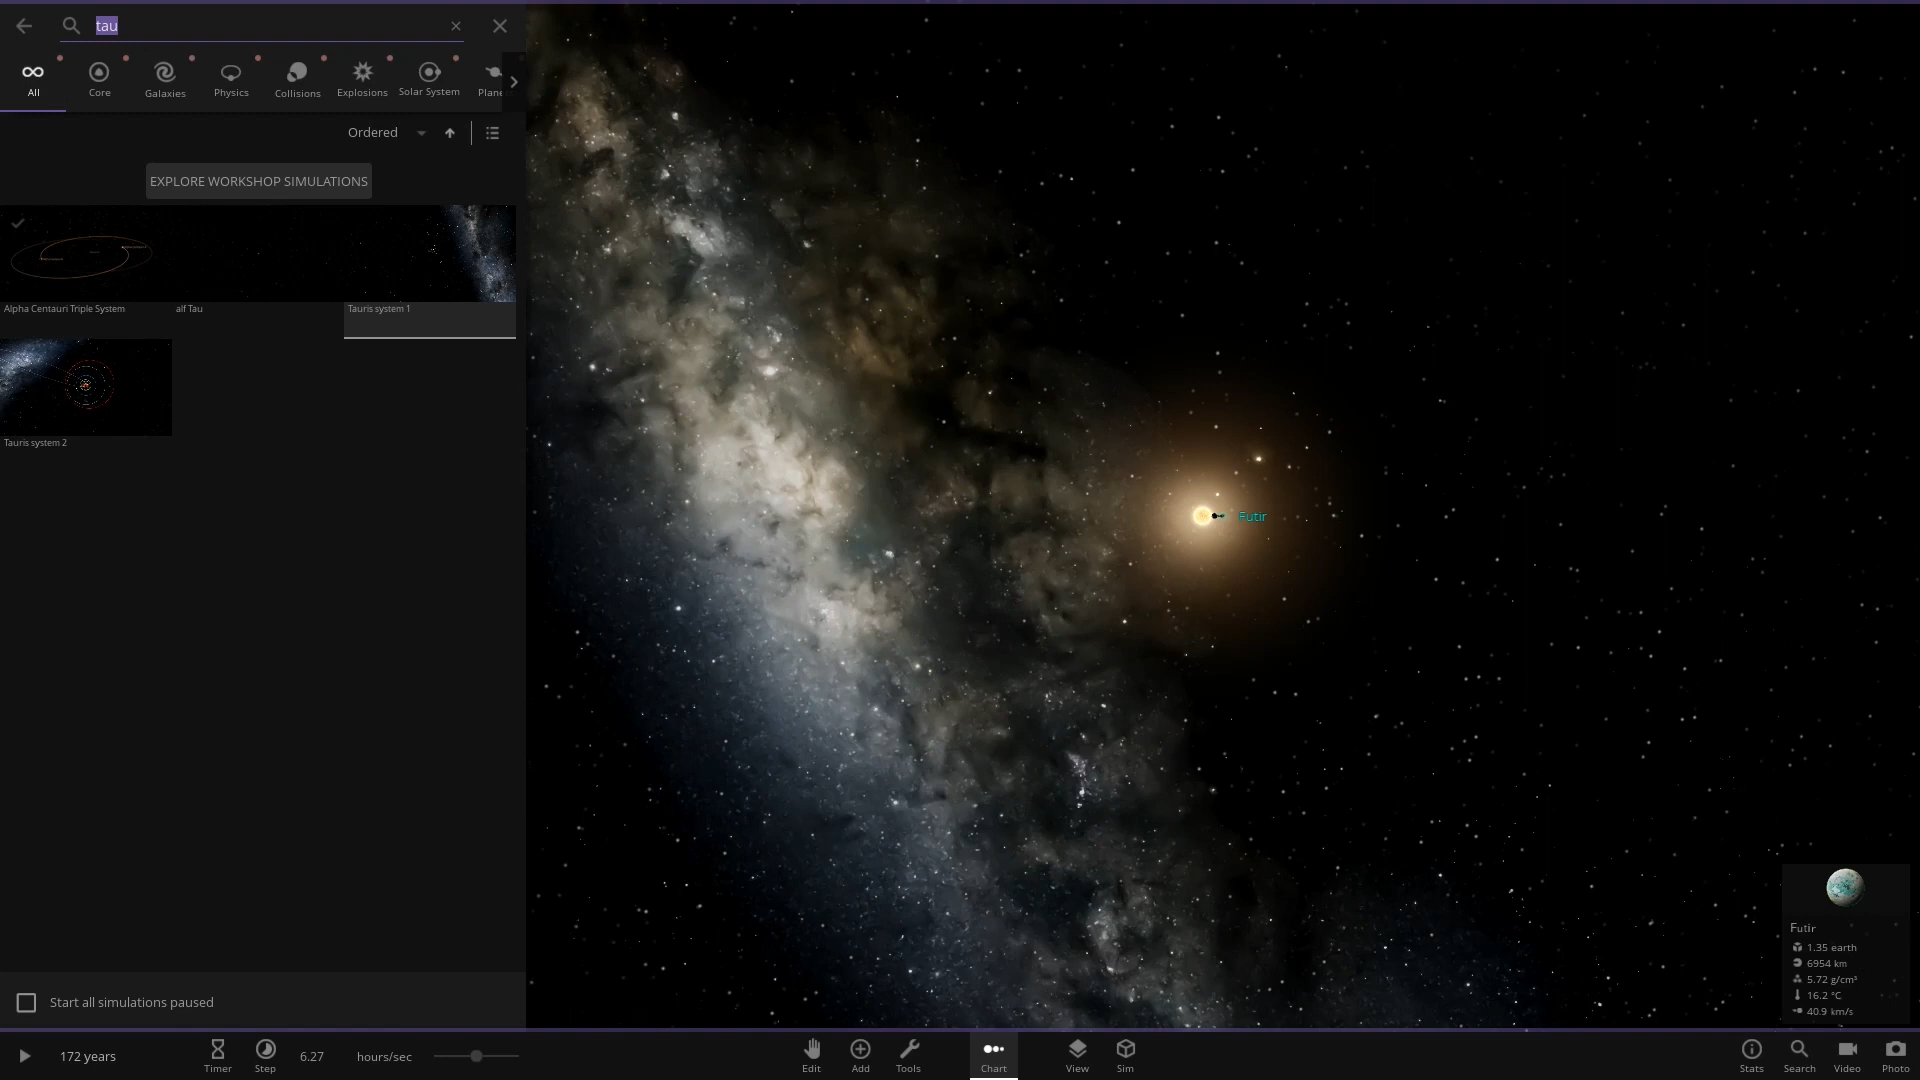 tau
All
Core
Galaxies
Physics
Collisions
Explosions
Solar System
Plane
Ordered
EXPLORE WORKSHOP SIMULATIONS
Alpha Centauri Triple System
alf Tau
Tauris system 1
Tauris system 2
Futir
Futir
1.35 earth
6954 km
5.72 g/cm³
16.2 °C
40.9 km/s
Start all simulations paused
172 years
Timer
Step
6.27
hours/sec
Edit
Add
Tools
Chart
View
Sim
Stats
Search
Video
Photo